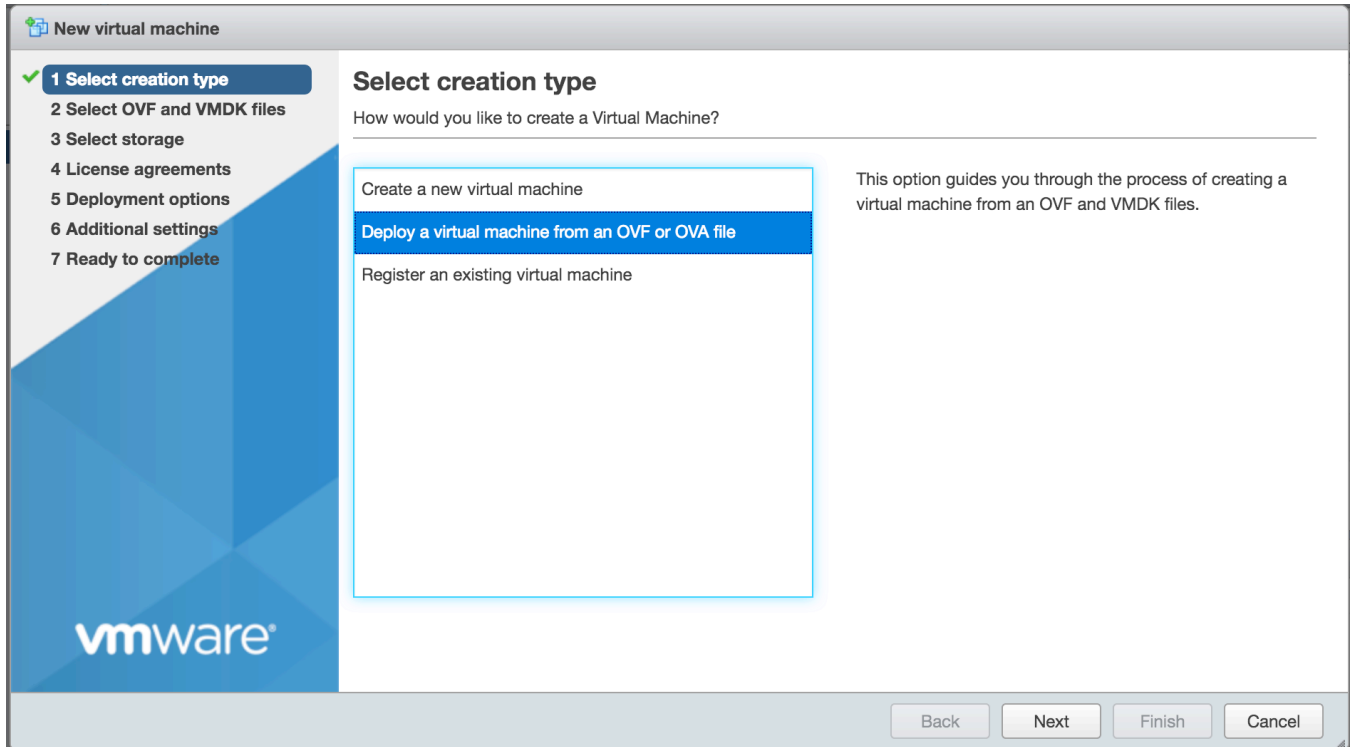 New virtual machine
1 Select creation type
2 Select OVF and VMDK files
3 Select storage
4 License agreements
5 Deployment options
6 Additional settings
7 Ready to complete
vmware®
Select creation type
How would you like to create a Virtual Machine?
Create a new virtual machine
Deploy a virtual machine from an OVF or OVA file
Register an existing virtual machine
This option guides you through the process of creating a
virtual machine from an OVF and VMDK files.
Back Next Finish Cancel